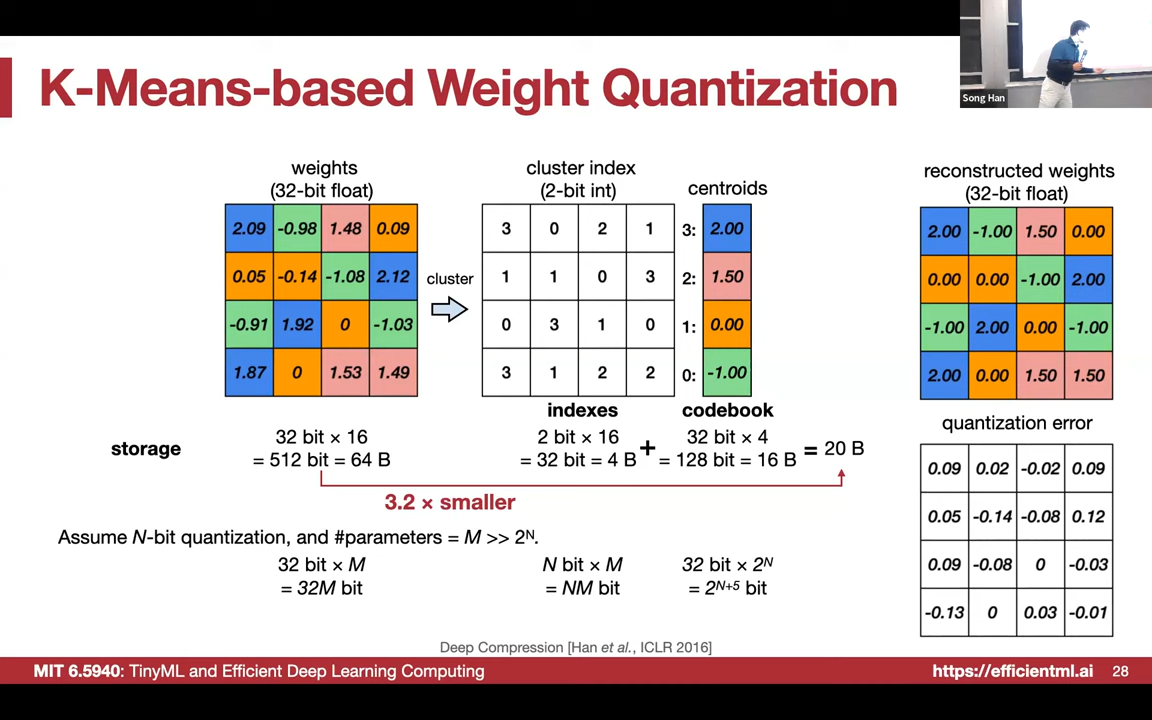 Song Han
K-Means-based Weight Quantization
weights
(32-bit float)
2.09 -0.98 1.48 0.09
0.05 -0.14 -1.08 2.12
-0.91 1.92 0 -1.03
1.87 0 1.53 1.49
cluster
cluster index
(2-bit int)
3 0 2 1
1 1 0 3
0 3 1 0
3 1 2 2
centroids
3: 2.00
2: 1.50
1: 0.00
0: -1.00
reconstructed weights
(32-bit float)
2.00 -1.00 1.50 0.00
0.00 0.00 -1.00 2.00
-1.00 2.00 0.00 -1.00
2.00 0.00 1.50 1.50
indexes
codebook
storage
32 bit × 16
= 512 bit = 64 B
2 bit × 16
= 32 bit = 4 B
+
32 bit × 4
= 128 bit = 16 B
= 20 B
3.2 × smaller
quantization error
0.09 0.02 -0.02 0.09
0.05 -0.14 -0.08 0.12
0.09 -0.08 0 -0.03
-0.13 0 0.03 -0.01
Assume N-bit quantization, and #parameters = M >> 2ᴺ.
32 bit × M
= 32M bit
N bit × M
= NM bit
32 bit × 2ᴺ
= 2ᴺ⁺⁵ bit
Deep Compression [Han et al., ICLR 2016]
MIT 6.5940: TinyML and Efficient Deep Learning Computing
https://efficientml.ai
28